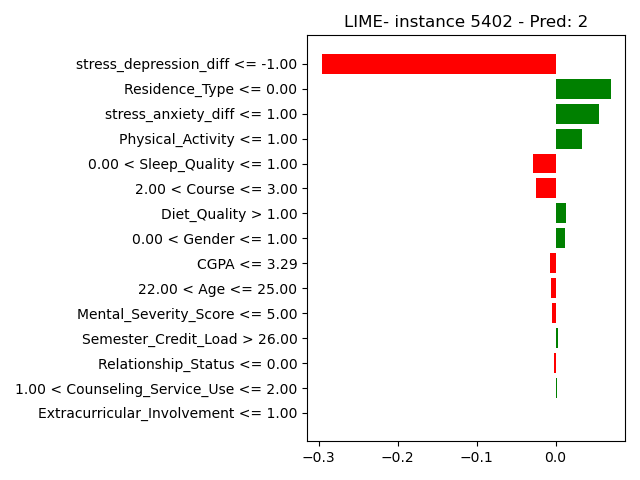 LIME- instance 5402 - Pred: 2
stress_depression_diff <= -1.00
Residence_Type <= 0.00
stress_anxiety_diff <= 1.00
Physical_Activity <= 1.00
0.00 < Sleep_Quality <= 1.00
2.00 < Course <= 3.00
Diet_Quality > 1.00
0.00 < Gender <= 1.00
CGPA <= 3.29
22.00 < Age <= 25.00
Mental_Severity_Score <= 5.00
Semester_Credit_Load > 26.00
Relationship_Status <= 0.00
1.00 < Counseling_Service_Use <= 2.00
Extracurricular_Involvement <= 1.00
−0.3 −0.2 −0.1 0.0